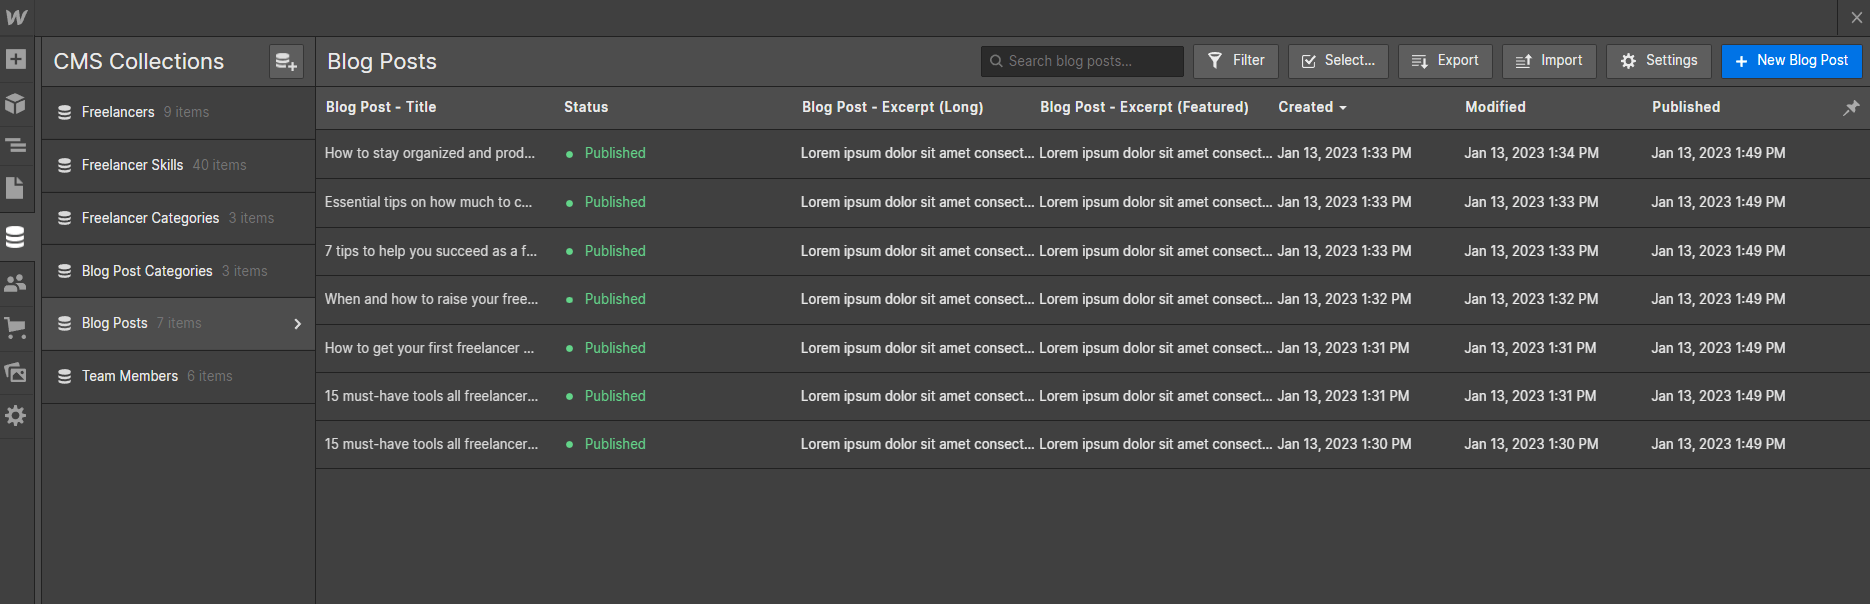 W
CMS Collections
Blog Posts
Search blog posts...
Filter
Select...
Export
Import
Settings
+ New Blog Post
Freelancers 9 items
Freelancer Skills 40 items
Freelancer Categories 3 items
Blog Post Categories 3 items
Blog Posts 7 items
Team Members 6 items
Blog Post - Title Status Blog Post - Excerpt (Long) Blog Post - Excerpt (Featured) Created Modified Published
How to stay organized and prod... Published Lorem ipsum dolor sit amet consect... Lorem ipsum dolor sit amet consect... Jan 13, 2023 1:33 PM Jan 13, 2023 1:34 PM Jan 13, 2023 1:49 PM
Essential tips on how much to c... Published Lorem ipsum dolor sit amet consect... Lorem ipsum dolor sit amet consect... Jan 13, 2023 1:33 PM Jan 13, 2023 1:33 PM Jan 13, 2023 1:49 PM
7 tips to help you succeed as a f... Published Lorem ipsum dolor sit amet consect... Lorem ipsum dolor sit amet consect... Jan 13, 2023 1:33 PM Jan 13, 2023 1:33 PM Jan 13, 2023 1:49 PM
When and how to raise your free... Published Lorem ipsum dolor sit amet consect... Lorem ipsum dolor sit amet consect... Jan 13, 2023 1:32 PM Jan 13, 2023 1:32 PM Jan 13, 2023 1:49 PM
How to get your first freelancer ... Published Lorem ipsum dolor sit amet consect... Lorem ipsum dolor sit amet consect... Jan 13, 2023 1:31 PM Jan 13, 2023 1:31 PM Jan 13, 2023 1:49 PM
15 must-have tools all freelancer... Published Lorem ipsum dolor sit amet consect... Lorem ipsum dolor sit amet consect... Jan 13, 2023 1:31 PM Jan 13, 2023 1:31 PM Jan 13, 2023 1:49 PM
15 must-have tools all freelancer... Published Lorem ipsum dolor sit amet consect... Lorem ipsum dolor sit amet consect... Jan 13, 2023 1:30 PM Jan 13, 2023 1:30 PM Jan 13, 2023 1:49 PM